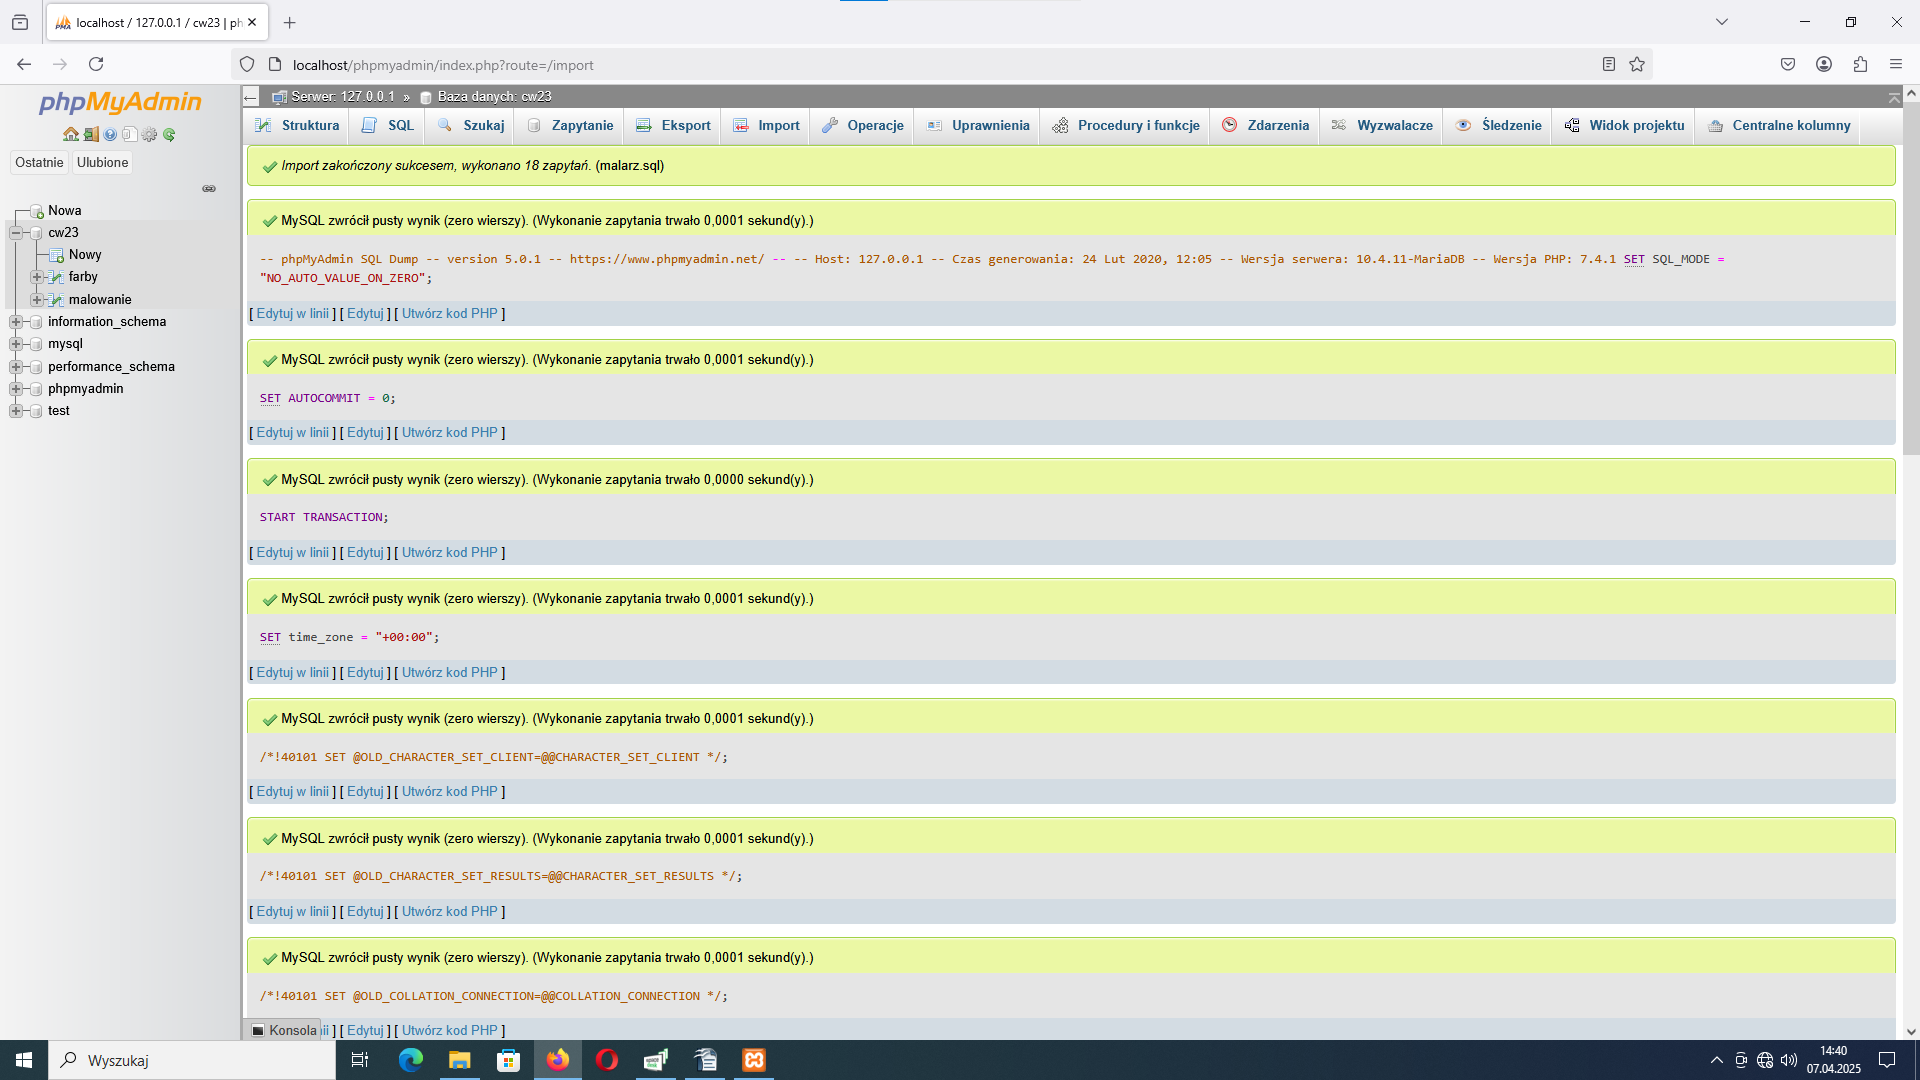 localhost / 127.0.0.1 / cw23 | ph
localhost/phpmyadmin/index.php?route=/import
phpMyAdmin
Ostatnie Ulubione
Nowa
cw23
Nowy
farby
malowanie
information_schema
mysql
performance_schema
phpmyadmin
test
Serwer: 127.0.0.1 » Baza danych: cw23
Struktura SQL Szukaj Zapytanie Eksport Import Operacje Uprawnienia Procedury i funkcje Zdarzenia Wyzwalacze Śledzenie Widok projektu Centralne kolumny
Import zakończony sukcesem, wykonano 18 zapytań. (malarz.sql)
MySQL zwrócił pusty wynik (zero wierszy). (Wykonanie zapytania trwało 0,0001 sekund(y).)
-- phpMyAdmin SQL Dump -- version 5.0.1 -- https://www.phpmyadmin.net/ -- -- Host: 127.0.0.1 -- Czas generowania: 24 Lut 2020, 12:05 -- Wersja serwera: 10.4.11-MariaDB -- Wersja PHP: 7.4.1 SET SQL_MODE =
"NO_AUTO_VALUE_ON_ZERO";
[ Edytuj w linii ] [ Edytuj ] [ Utwórz kod PHP ]
MySQL zwrócił pusty wynik (zero wierszy). (Wykonanie zapytania trwało 0,0001 sekund(y).)
SET AUTOCOMMIT = 0;
[ Edytuj w linii ] [ Edytuj ] [ Utwórz kod PHP ]
MySQL zwrócił pusty wynik (zero wierszy). (Wykonanie zapytania trwało 0,0000 sekund(y).)
START TRANSACTION;
[ Edytuj w linii ] [ Edytuj ] [ Utwórz kod PHP ]
MySQL zwrócił pusty wynik (zero wierszy). (Wykonanie zapytania trwało 0,0001 sekund(y).)
SET time_zone = "+00:00";
[ Edytuj w linii ] [ Edytuj ] [ Utwórz kod PHP ]
MySQL zwrócił pusty wynik (zero wierszy). (Wykonanie zapytania trwało 0,0001 sekund(y).)
/*!40101 SET @OLD_CHARACTER_SET_CLIENT=@@CHARACTER_SET_CLIENT */;
[ Edytuj w linii ] [ Edytuj ] [ Utwórz kod PHP ]
MySQL zwrócił pusty wynik (zero wierszy). (Wykonanie zapytania trwało 0,0001 sekund(y).)
/*!40101 SET @OLD_CHARACTER_SET_RESULTS=@@CHARACTER_SET_RESULTS */;
[ Edytuj w linii ] [ Edytuj ] [ Utwórz kod PHP ]
MySQL zwrócił pusty wynik (zero wierszy). (Wykonanie zapytania trwało 0,0001 sekund(y).)
/*!40101 SET @OLD_COLLATION_CONNECTION=@@COLLATION_CONNECTION */;
Konsola nii ] [ Edytuj ] [ Utwórz kod PHP ]
Wyszukaj
14:40
07.04.2025